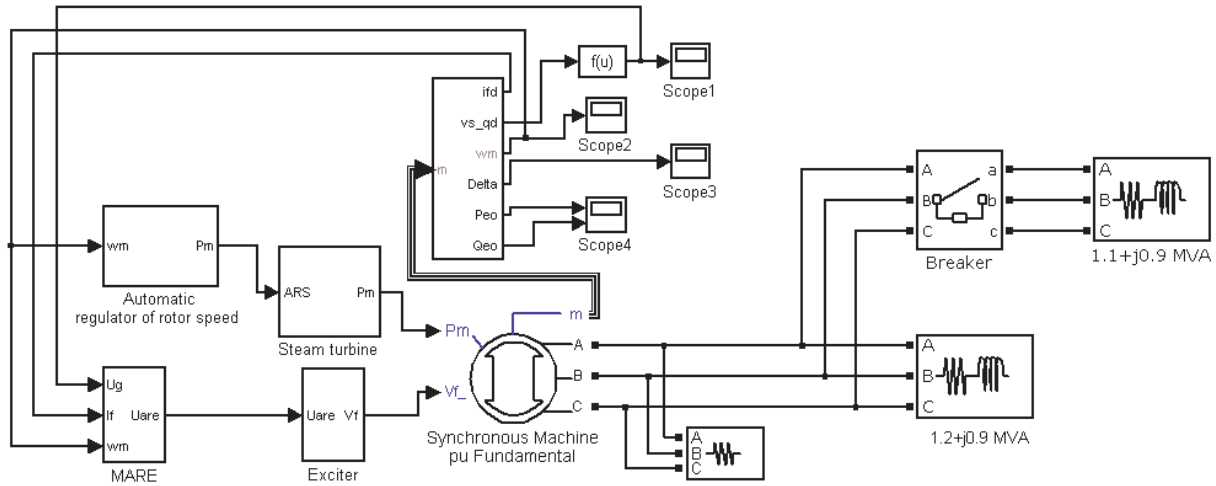 f(u)
Scope1
ifd
vs_qd
wm
Delta
Peo
Qeo
m
Scope2
Scope3
Scope4
wm
Pm
Automatic
regulator of rotor speed
ARS
Pm
Steam turbine
Ug
If
wm
Uare
MARE
Uare
Vf
Exciter
Pm
Vf_
m
A
B
C
Synchronous Machine
pu Fundamental
A
B
C
A
B
C
a
b
c
Breaker
A
B
C
1.1+j0.9 MVA
A
B
C
1.2+j0.9 MVA